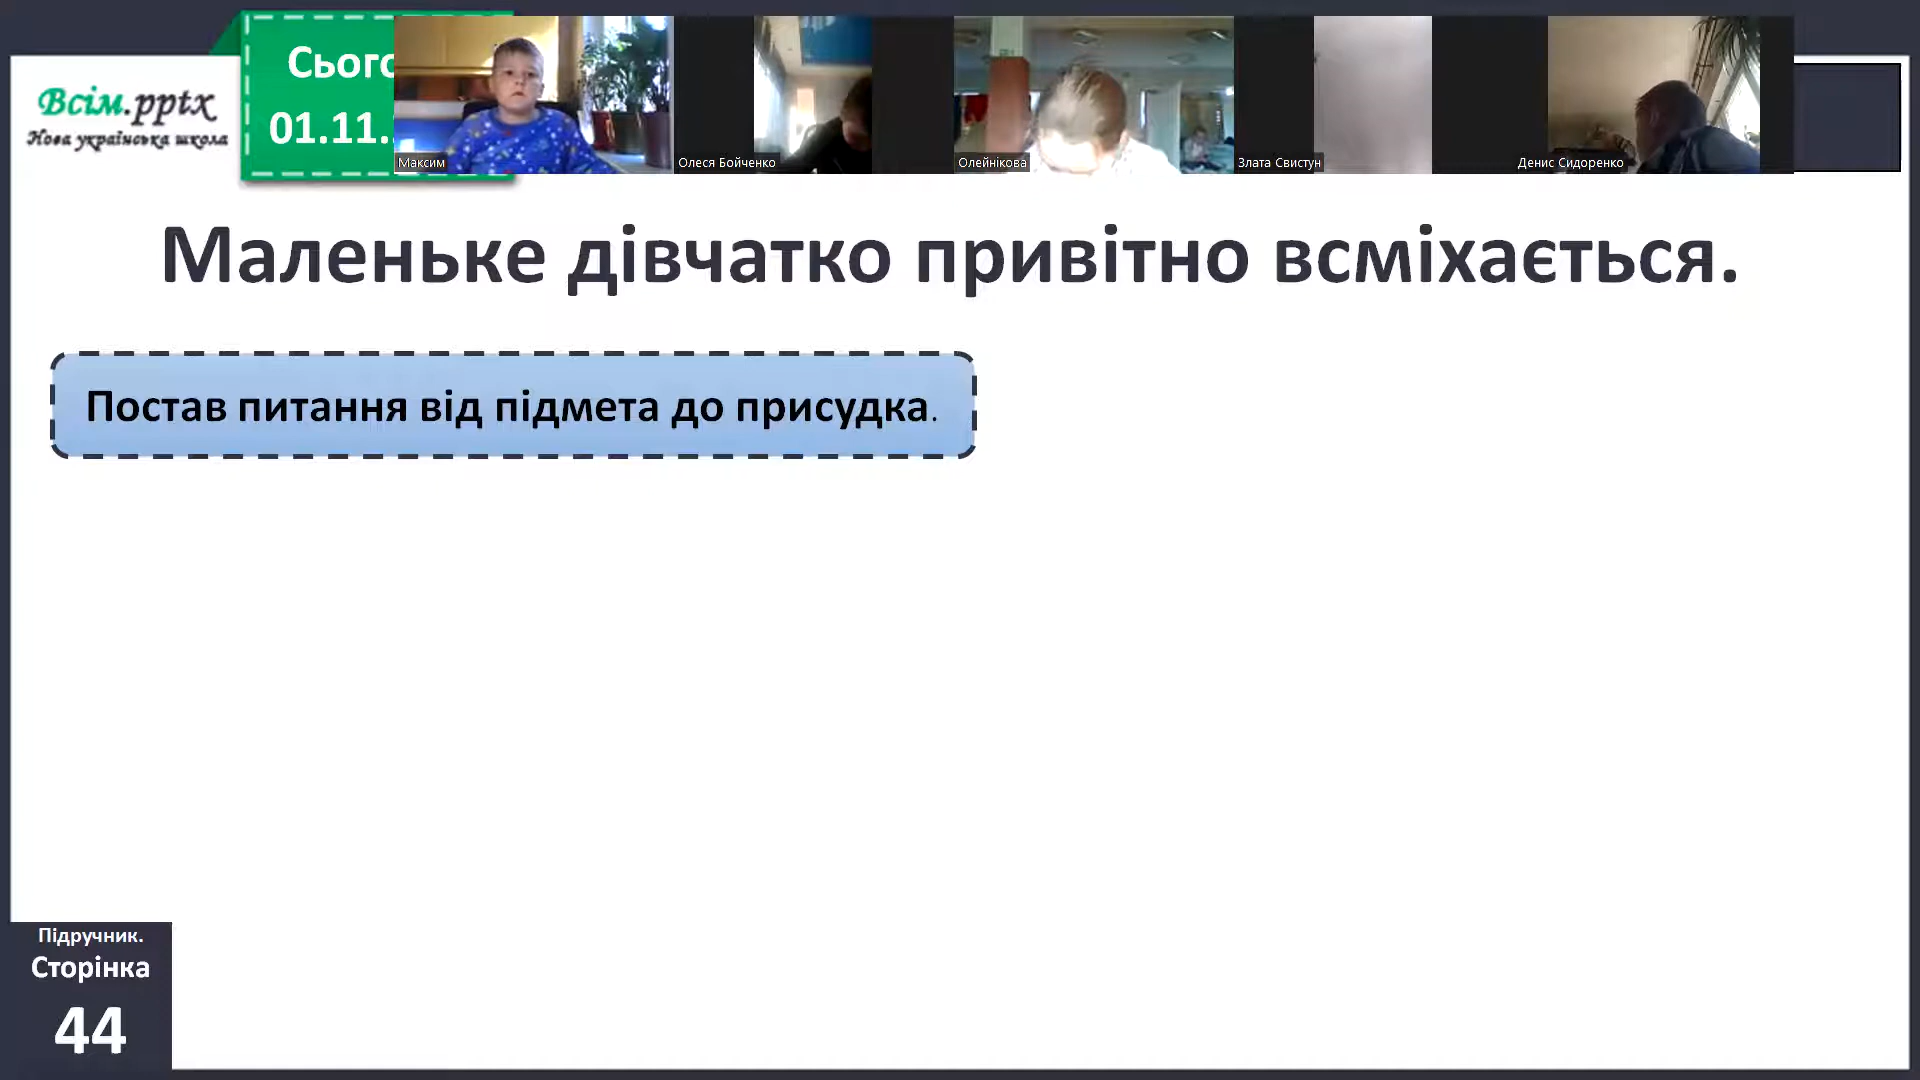 Всім.pptx
Нова українська школа
Сього
01.11.
Максим
Олеся Бойченко
Олейнікова
Злата Свистун
Денис Сидоренко
Маленьке дівчатко привітно всміхається.
Постав питання від підмета до присудка.
Підручник.
Сторінка
44